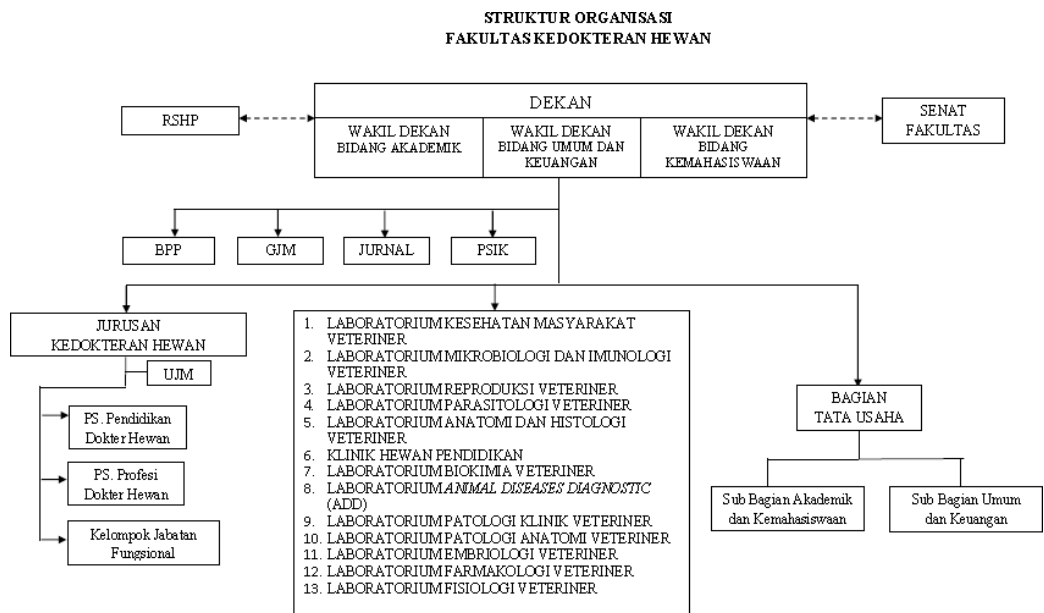 STRUKTUR ORGANISASI
FAKULTAS KEDOKTERAN HEWAN
RSHP
DEKAN
WAKIL DEKAN
BIDANG AKADEMIK
WAKIL DEKAN
BIDANG UMUM DAN
KEUANGAN
WAKIL DEKAN
BIDANG
KEMAHASISWAAN
SENAT
FAKULTAS
BPP
GJM
JURNAL
PSIK
JURUSAN
KEDOKTERAN HEWAN
UJM
PS. Pendidikan
Dokter Hewan
PS. Profesi
Dokter Hewan
Kelompok Jabatan
Fungsional
1. LABORATORIUM KESEHATAN MASYARAKAT
VETERINER
2. LABORATORIUM MIKROBIOLOGI DAN IMUNOLOGI
VETERINER
3. LABORATORIUM REPRODUKSI VETERINER
4. LABORATORIUM PARASITOLOGI VETERINER
5. LABORATORIUM ANATOMI DAN HISTOLOGI
VETERINER
6. KLINIK HEWAN PENDIDIKAN
7. LABORATORIUM BIOKIMIA VETERINER
8. LABORATORIUM ANIMAL DISEASES DIAGNOSTIC
(ADD)
9. LABORATORIUM PATOLOGI KLINIK VETERINER
10. LABORATORIUM PATOLOGI ANATOMI VETERINER
11. LABORATORIUM EMBRIOLOGI VETERINER
12. LABORATORIUM FARMAKOLOGI VETERINER
13. LABORATORIUM FISIOLOGI VETERINER
BAGIAN
TATA USAHA
Sub Bagian Akademik
dan Kemahasiswaan
Sub Bagian Umum
dan Keuangan